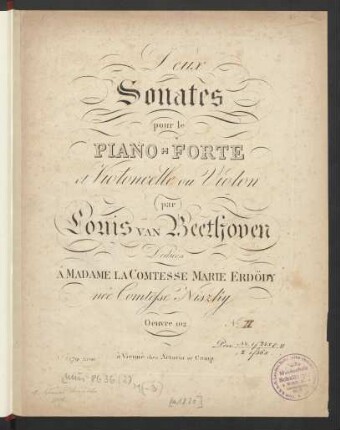 Deux
Sonates
pour le
PIANO-FORTE
et Violoncelle ou Violon
par
Louis van Beethoven
Dediées
A MADAME LA COMTESSE MARIE ERDÖDY
née Comtesse Niszky
Oeuvre 102 No. II
à Vienne chez Artaria et Comp.